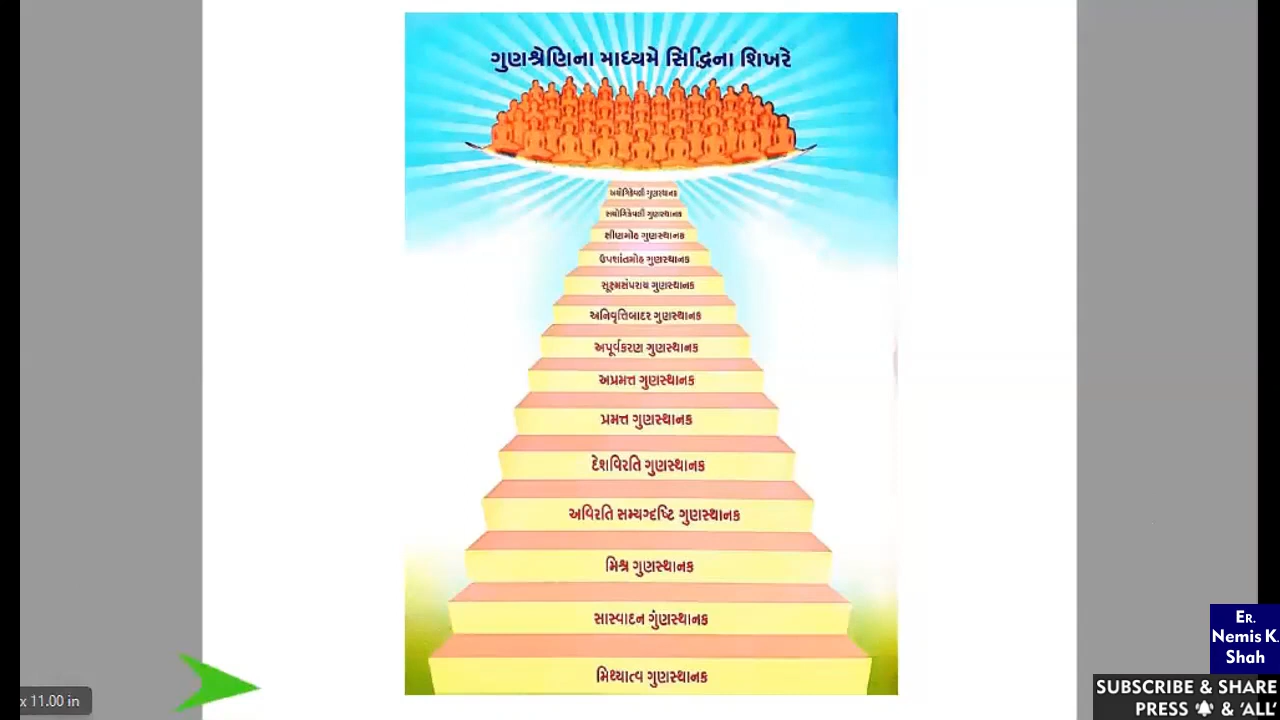 ગુણશ્રેણિના માધ્યમે સિદ્ધિના શિખરે
અયોગિકેવલી ગુણસ્થાનક
સયોગિકેવલી ગુણસ્થાનક
ક્ષીણમોહ ગુણસ્થાનક
ઉપશાંતમોહ ગુણસ્થાનક
સૂક્ષ્મસંપરાય ગુણસ્થાનક
અનિવૃત્તિબાદર ગુણસ્થાનક
અપૂર્વકરણ ગુણસ્થાનક
અપ્રમત્ત ગુણસ્થાનક
પ્રમત્ત ગુણસ્થાનક
દેશવિરતિ ગુણસ્થાનક
અવિરતિ સમ્યગ્દષ્ટિ ગુણસ્થાનક
મિશ્ર ગુણસ્થાનક
સાસ્વાદન ગુંણસ્થાનક
મિથ્યાત્વ ગુણસ્થાનક
x 11.00 in
ER.
Nemis K.
Shah
SUBSCRIBE & SHARE
PRESS & 'ALL'